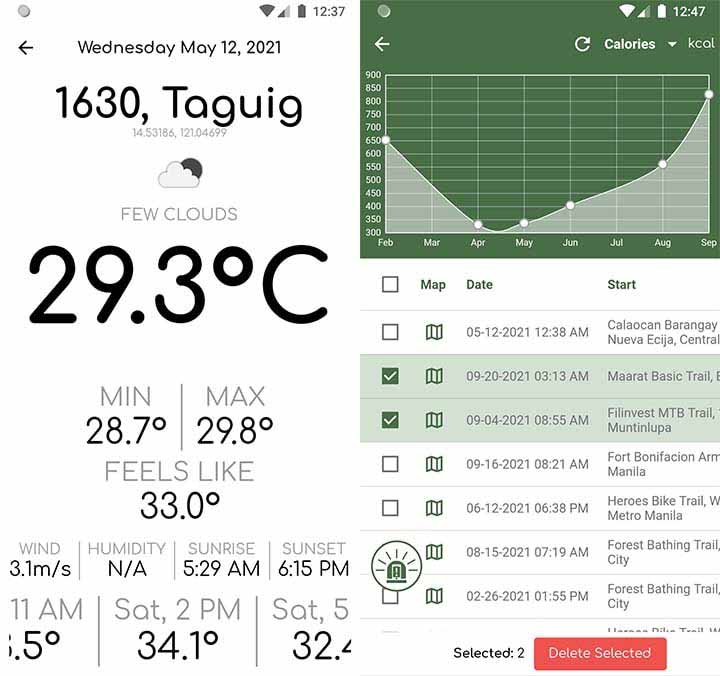 12:37
Wednesday May 12, 2021
1630, Taguig
14.53186, 121.04699
FEW CLOUDS
29.3°C
MIN MAX
28.7° 29.8°
FEELS LIKE
33.0°
WIND HUMIDITY SUNRISE SUNSET
3.1m/s N/A 5:29 AM 6:15 PM
11 AM Sat, 2 PM Sat, 5
.5° 34.1° 32.4
12:47
Calories kcal
900
850
800
750
700
650
600
550
500
450
400
350
300
Feb Mar Apr May Jun Jul Aug Sep
Map Date Start
05-12-2021 12:38 AM Calaocan Barangay
Nueva Ecija, Central
09-20-2021 03:13 AM Maarat Basic Trail,
09-04-2021 08:55 AM Filinvest MTB Trail,
Muntinlupa
09-16-2021 08:21 AM Fort Bonifacion Arm
Manila
06-12-2021 06:38 PM Heroes Bike Trail, W
Metro Manila
08-15-2021 07:19 AM Forest Bathing Trail,
City
02-26-2021 01:55 PM Forest Bathing Trail,
City
Heroes Bike Trail, W
Selected: 2 Delete Selected